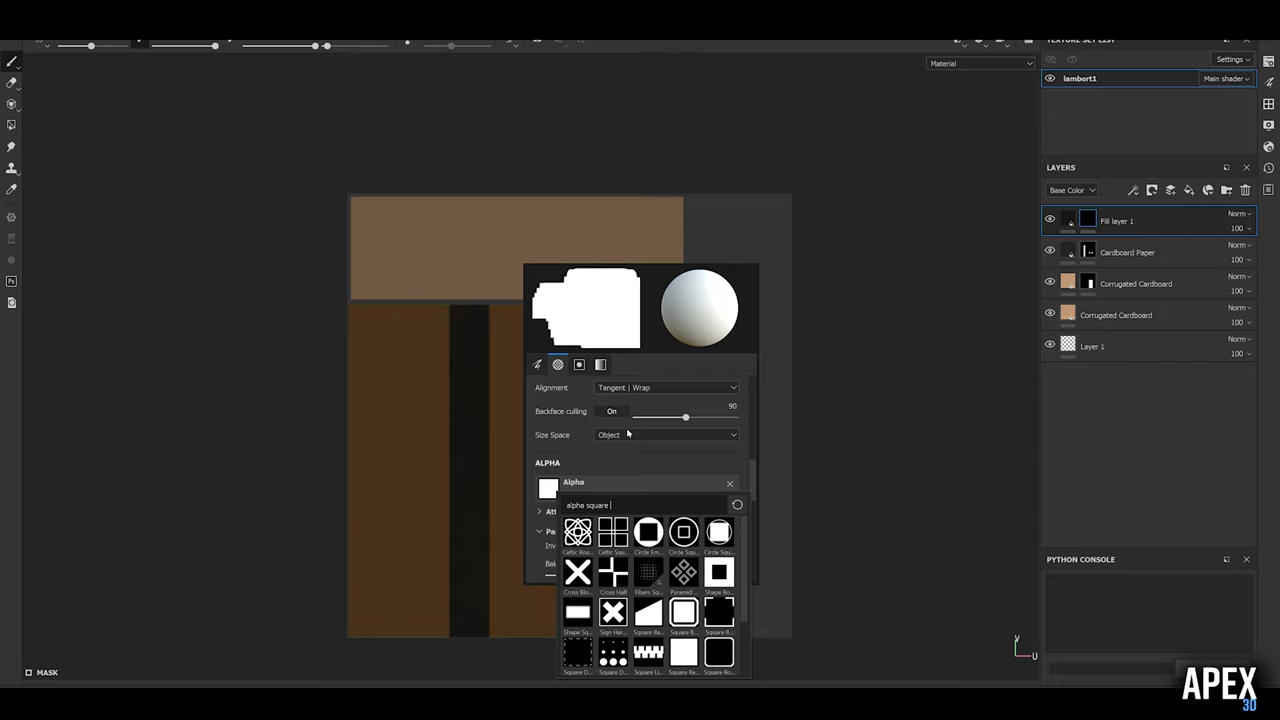 TEXTURE SET LIST
Material
Settings
lambert1
Main shader
LAYERS
Base Color
Fill layer 1
Norm
100
Cardboard Paper
Norm
100
Corrugated Cardboard
Norm
100
Corrugated Cardboard
Norm
100
Layer 1
Norm
100
Alignment
Tangent | Wrap
Backface culling
On
90
Size Space
Object
ALPHA
Alpha
alpha square
Cross Half
PYTHON CONSOLE
MASK
U
APEX
3D